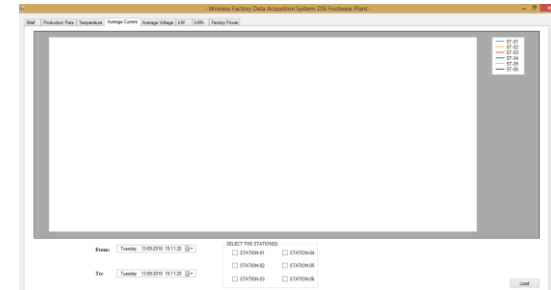 - Wireless Factory Data Acquisition System: DSI Footwear Plant -
Start Production Pairs Temperature Average Current Average Voltage kW kWh Factory Power
ST-01
ST-02
ST-03
ST-04
ST-05
ST-06
From: Tuesday 13-09-2016 15:11:20
To: Tuesday 13-09-2016 15:11:20
SELECT THE STATION(S)
STATION-01 STATION-04
STATION-02 STATION-05
STATION-03 STATION-06
Load